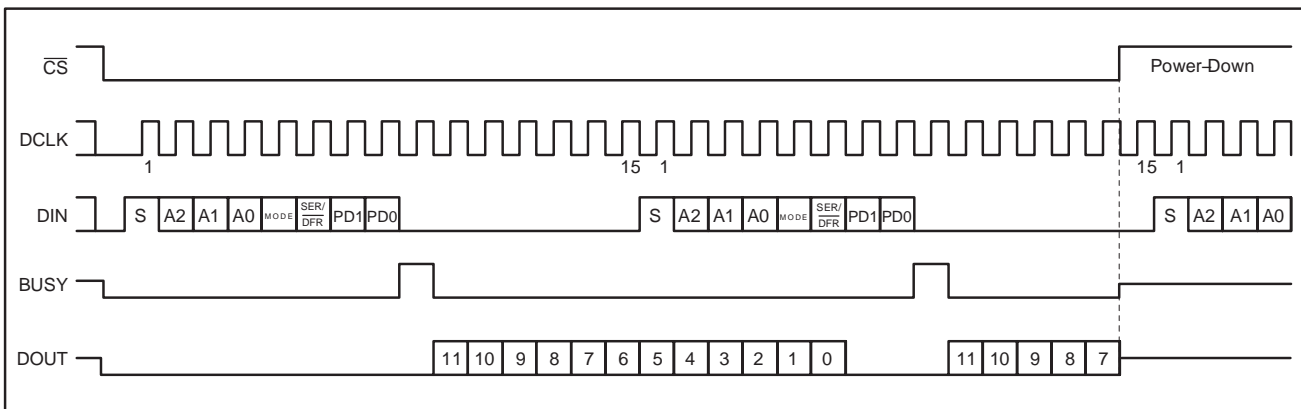 CS
Power–Down
DCLK
1 15 1 15 1
DIN
S A2 A1 A0 MODE SER/DFR PD1 PD0 S A2 A1 A0 MODE SER/DFR PD1 PD0 S A2 A1 A0
BUSY
DOUT
11 10 9 8 7 6 5 4 3 2 1 0 11 10 9 8 7